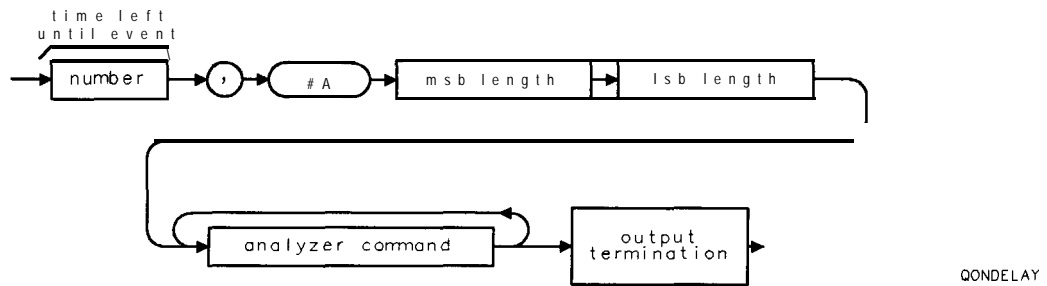 time left
until event
number , #A msb length lsb length
analyzer command
output
termination
QONDELAY